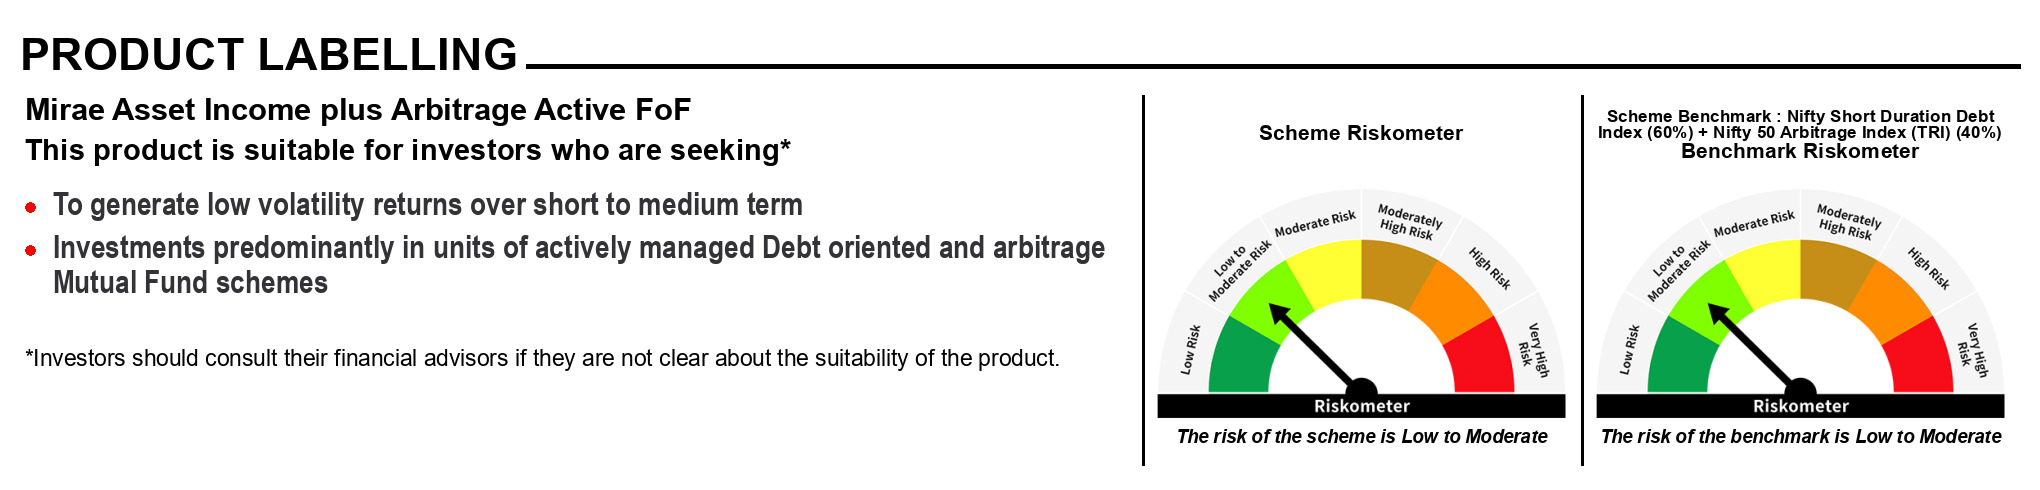 PRODUCT LABELLING
Mirae Asset Income plus Arbitrage Active FoF
This product is suitable for investors who are seeking*
To generate low volatility returns over short to medium term
Investments predominantly in units of actively managed Debt oriented and arbitrage
Mutual Fund schemes
*Investors should consult their financial advisors if they are not clear about the suitability of the product.
Scheme Riskometer
Low Risk
Low to
Moderate Risk
Moderate Risk
Moderately
High Risk
High Risk
Very High
Risk
Riskometer
The risk of the scheme is Low to Moderate
Scheme Benchmark : Nifty Short Duration Debt
Index (60%) + Nifty 50 Arbitrage Index (TRI) (40%)
Benchmark Riskometer
Low Risk
Low to
Moderate Risk
Moderate Risk
Moderately
High Risk
High Risk
Very High
Risk
Riskometer
The risk of the benchmark is Low to Moderate